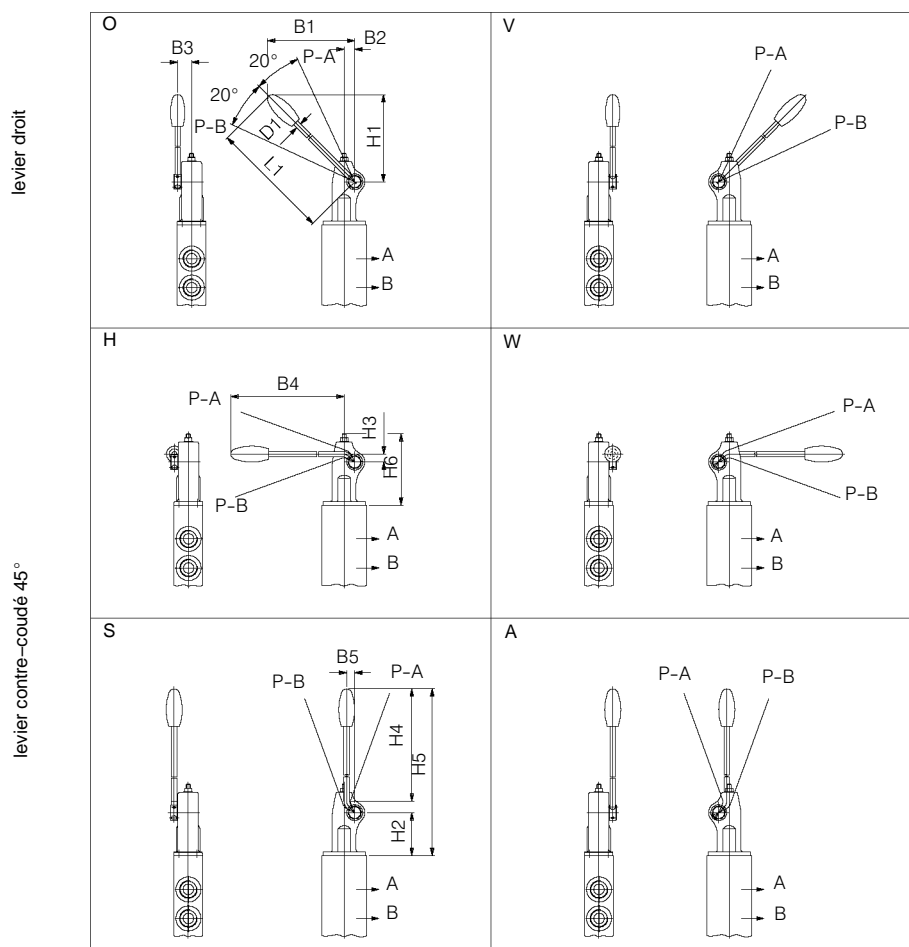 levier droit
O
B1
B2
B3
P-A
20°
20°
P-B
D1
L1
H1
A
B
V
P-A
P-B
A
B
levier contre-coudé 45°
H
B4
P-A
H3
H6
P-B
A
B
W
P-A
P-B
A
B
S
B5
P-B
P-A
H4
H5
H2
A
B
A
P-A
P-B
A
B